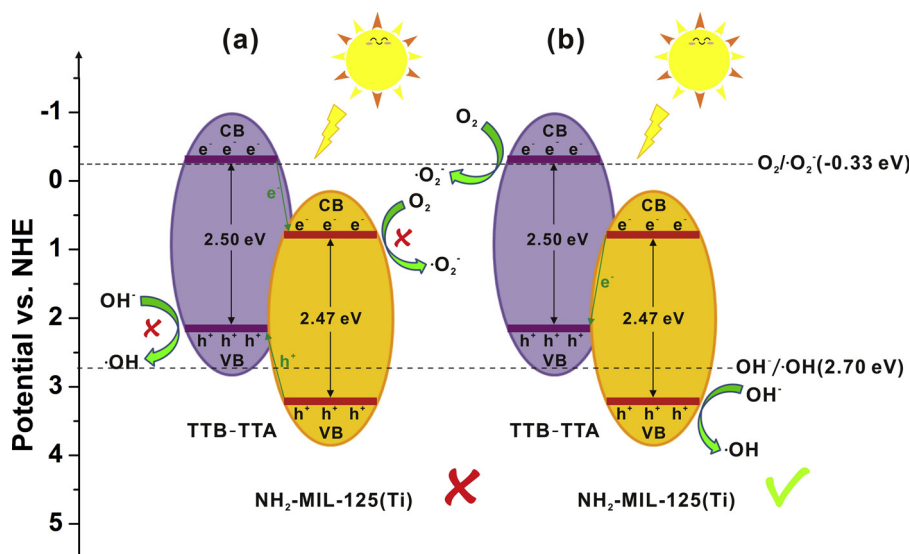 (a)
(b)
Potential vs. NHE
-1
0
1
2
3
4
5
CB
e⁻ e⁻ e⁻
2.50 eV
h⁺ h⁺ h⁺
VB
TTB-TTA
e⁻
h⁺
CB
e⁻ e⁻ e⁻
2.47 eV
h⁺ h⁺ h⁺
VB
NH₂-MIL-125(Ti)
O₂
·O₂⁻
OH⁻
·OH
O₂
·O₂⁻
CB
e⁻ e⁻ e⁻
2.50 eV
h⁺ h⁺ h⁺
VB
TTB-TTA
e⁻
CB
e⁻ e⁻ e⁻
2.47 eV
h⁺ h⁺ h⁺
VB
NH₂-MIL-125(Ti)
O₂/·O₂⁻(-0.33 eV)
OH⁻/·OH(2.70 eV)
OH⁻
·OH